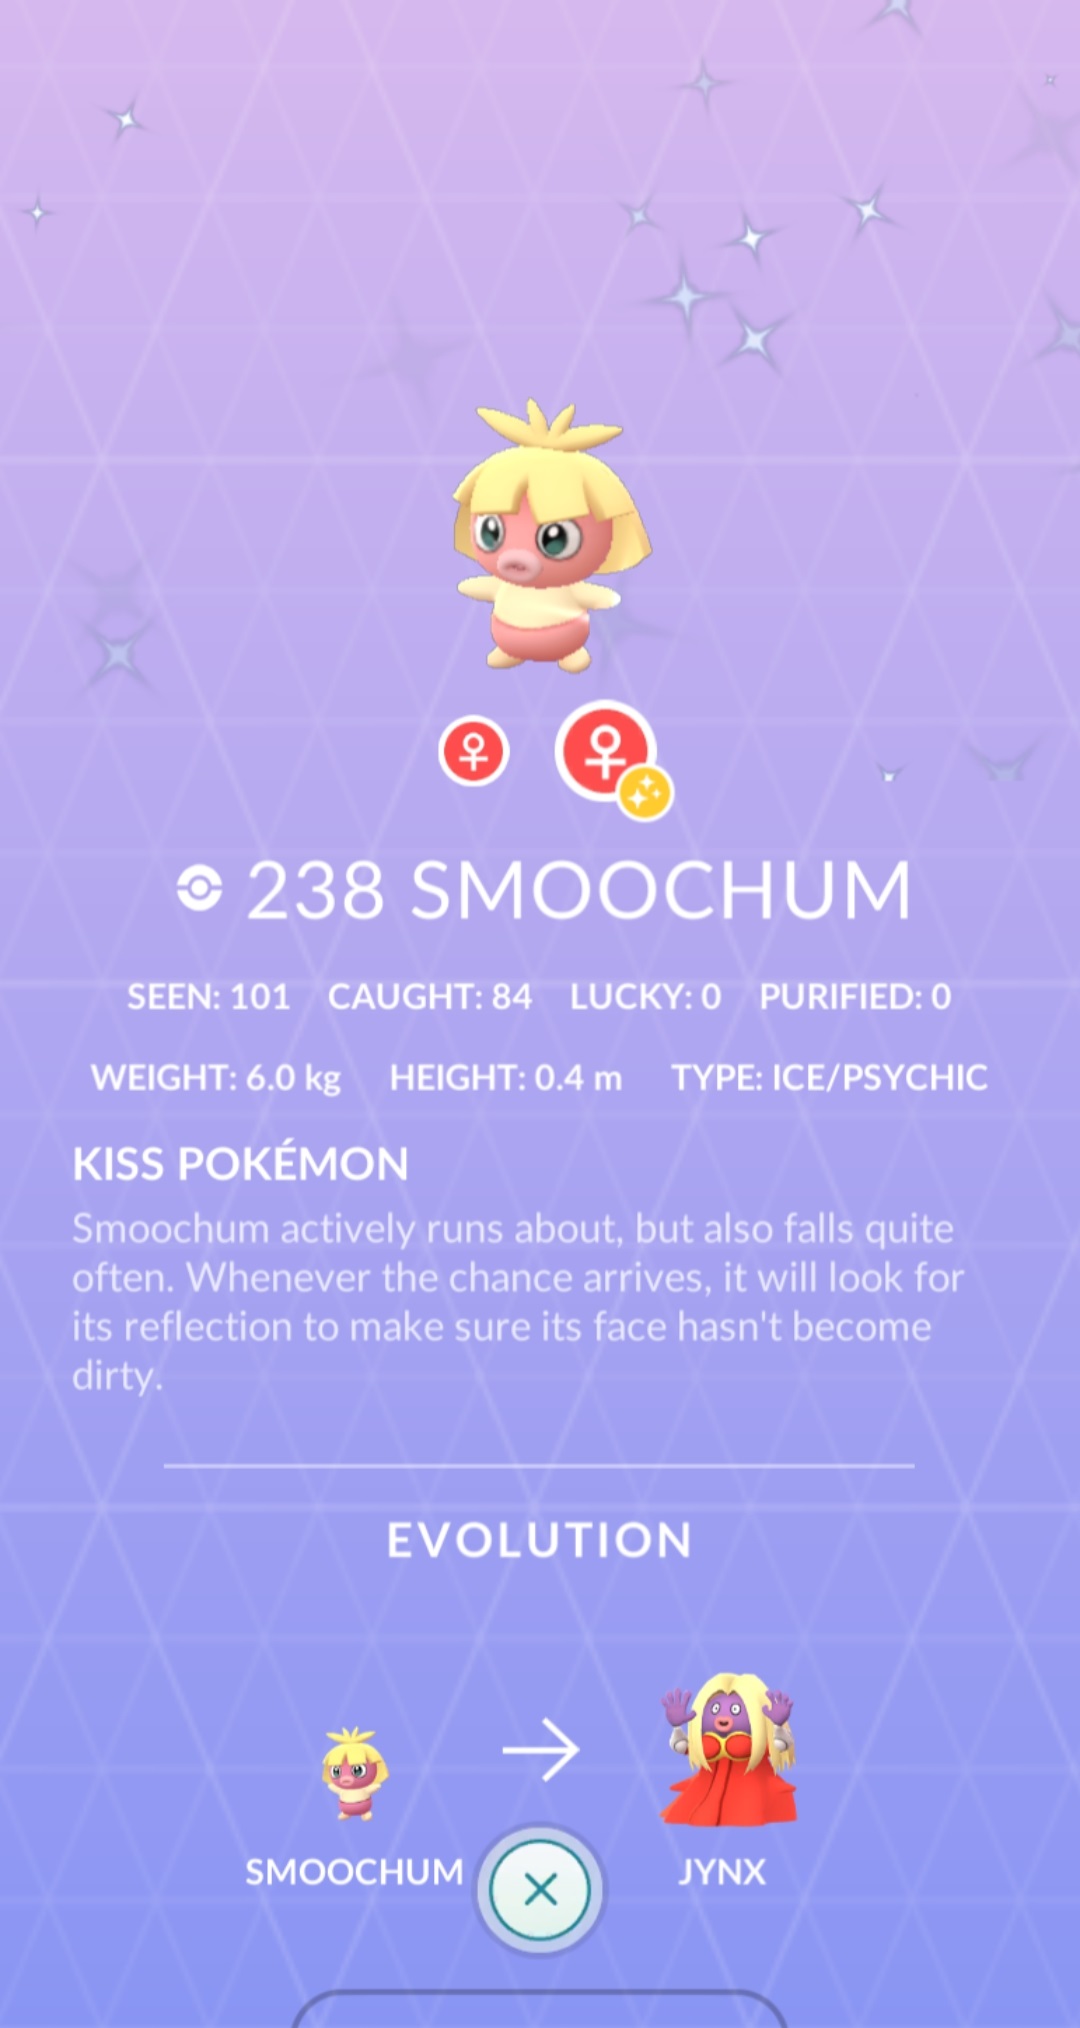 238 SMOOCHUM
SEEN: 101 CAUGHT: 84 LUCKY: 0 PURIFIED: 0
WEIGHT: 6.0 kg HEIGHT: 0.4 m TYPE: ICE/PSYCHIC
KISS POKÉMON
Smoochum actively runs about, but also falls quite
often. Whenever the chance arrives, it will look for
its reflection to make sure its face hasn't become
dirty.
EVOLUTION
SMOOCHUM JYNX